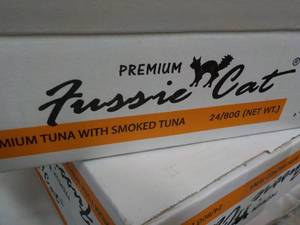 PREMIUM
Fussie Cat
MIUM TUNA WITH SMOKED TUNA
24/80G (NET WT.)